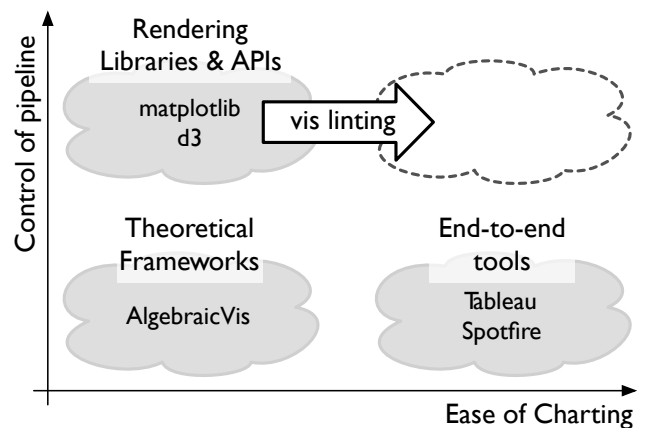 Rendering
Libraries & APIs
matplotlib
d3
vis linting
Control of pipeline
Theoretical
Frameworks
AlgebraicVis
End-to-end
tools
Tableau
Spotfire
Ease of Charting